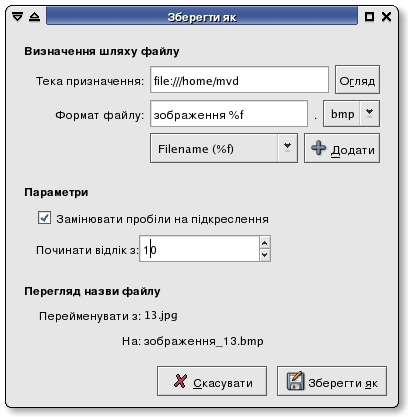 Зберегти як
Визначення шляху файлу
Тека призначення: file:///home/mvd Огляд
Формат файлу: зображення %f . bmp
Filename (%f) Додати
Параметри
Замінювати пробіли на підкреслення
Починати відлік з: 10
Перегляд назви файлу
Перейменувати з: 13.jpg
На: зображення_13.bmp
Скасувати Зберегти як